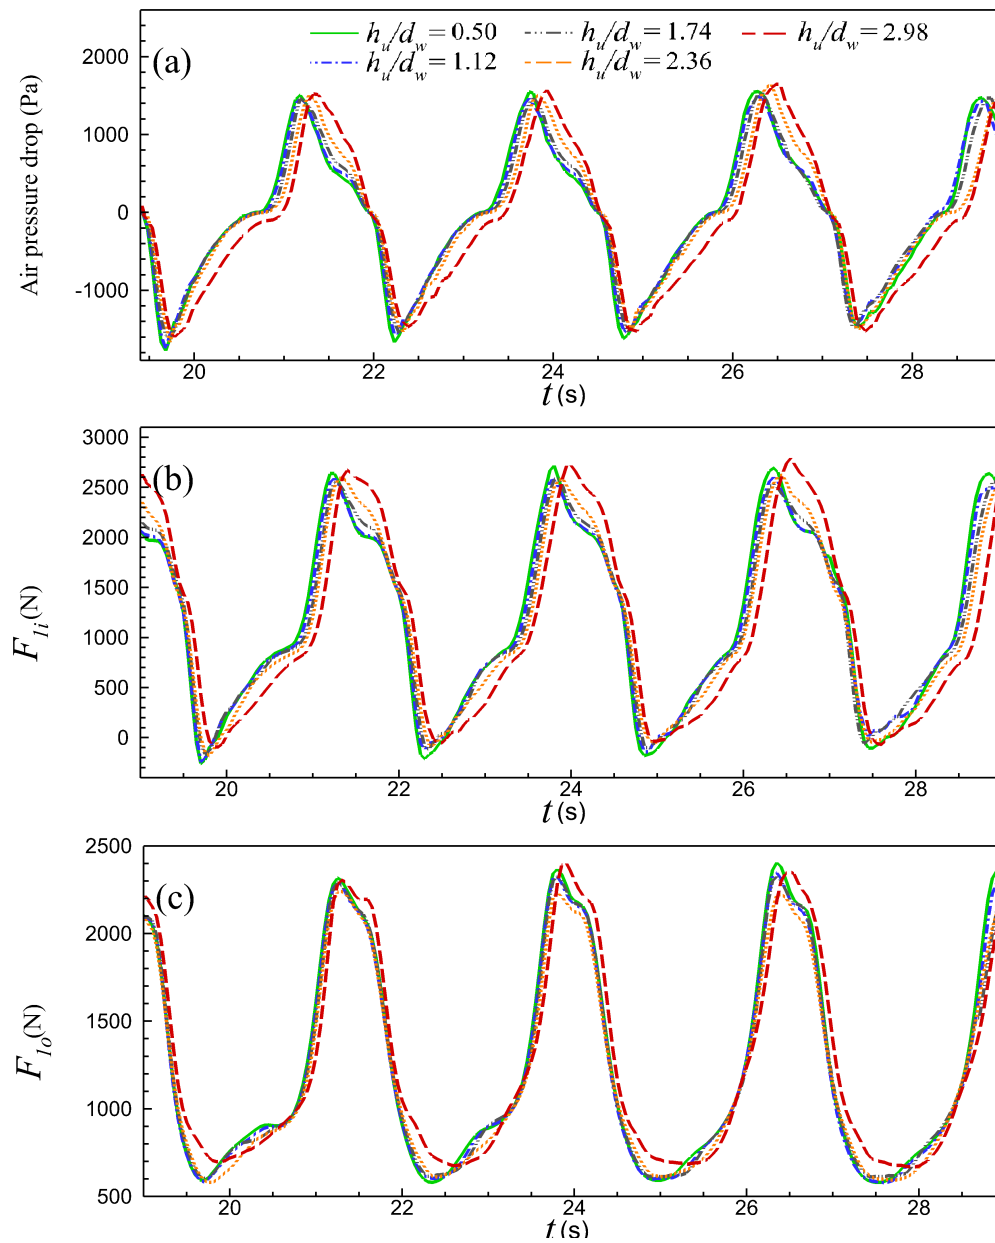 (a)
h_u/d_w = 0.50
h_u/d_w = 1.74
h_u/d_w = 2.98
h_u/d_w = 1.12
h_u/d_w = 2.36
Air pressure drop (Pa)
2000
1000
0
-1000
20 22 24 26 28
t (s)
(b)
F_1i (N)
3000
2500
2000
1500
1000
500
0
20 22 24 26 28
t (s)
(c)
F_1o (N)
2500
2000
1500
1000
500
20 22 24 26 28
t (s)